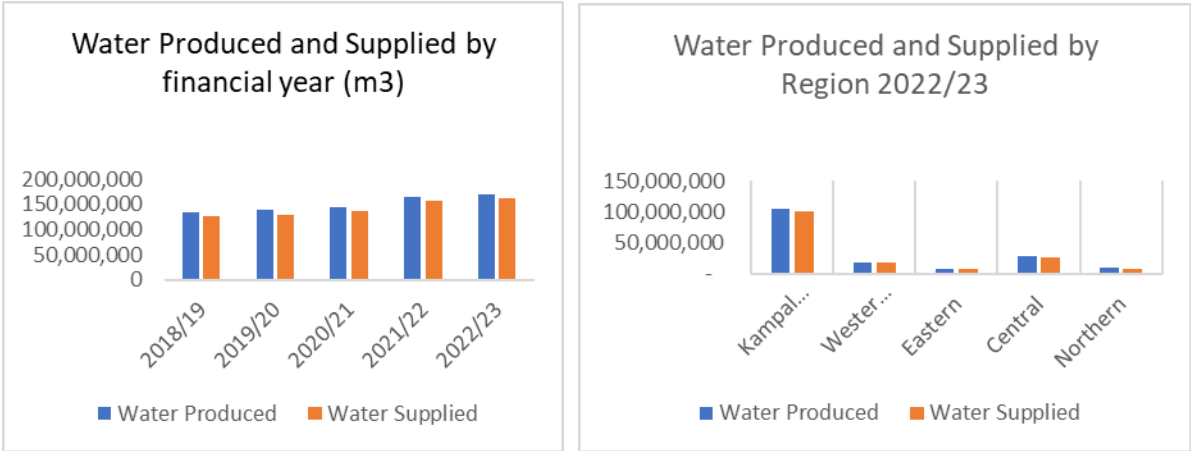 Water Produced and Supplied by
financial year (m3)
200,000,000
150,000,000
100,000,000
50,000,000
0
2018/19
2019/20
2020/21
2021/22
2022/23
Water Produced
Water Supplied
Water Produced and Supplied by
Region 2022/23
150,000,000
100,000,000
50,000,000
-
Kampal...
Wester...
Eastern
Central
Northern
Water Produced
Water Supplied